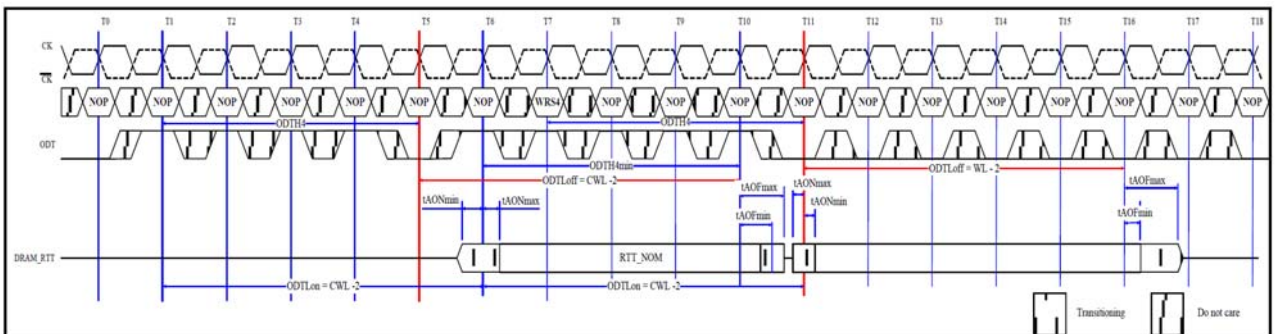 T0 T1 T2 T3 T4 T5 T6 T7 T8 T9 T10 T11 T12 T13 T14 T15 T16 T17 T18
CK
CK
NOP NOP NOP NOP NOP NOP NOP WRS4 NOP NOP NOP NOP NOP NOP NOP NOP NOP NOP NOP
ODTH4 ODTH4
ODT
ODTH4min ODTLoff = WL - 2
ODTLoff = CWL -2
tAOFmax tAONmax tAOFmax
tAONmin tAONmax tAONmin
tAOFmin tAOFmin
DRAM_RTT RTT_NOM
ODTLon = CWL -2 ODTLon = CWL -2
Transitioning Do not care